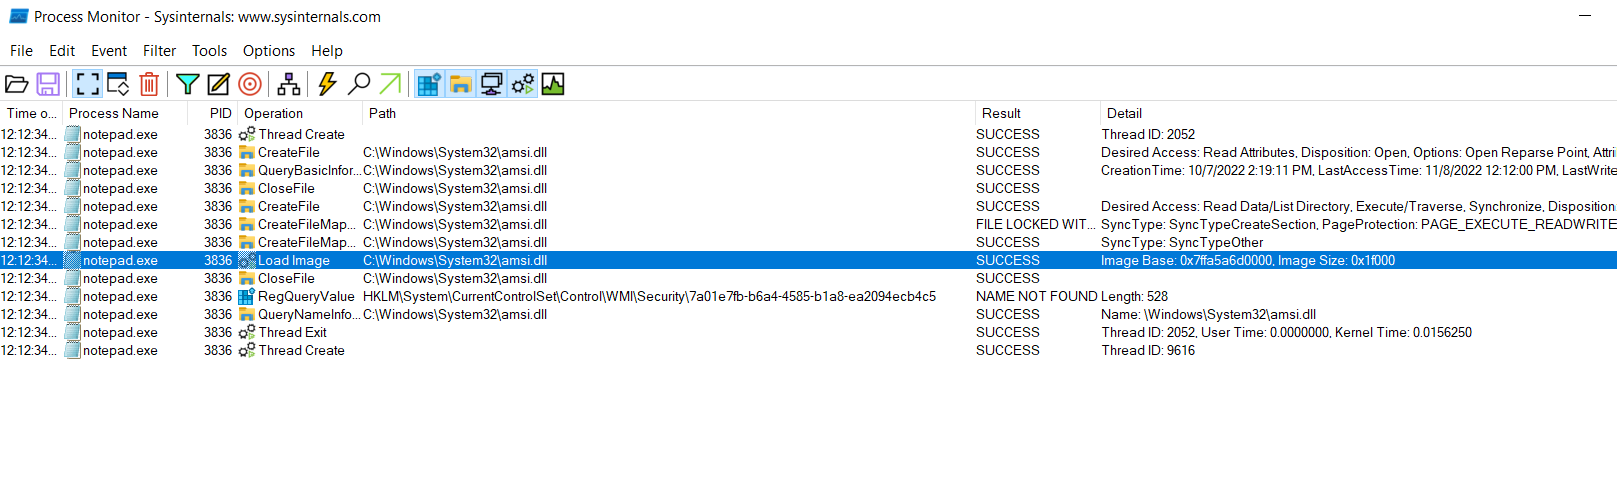 Process Monitor - Sysinternals: www.sysinternals.com
File Edit Event Filter Tools Options Help
Time o... Process Name PID Operation Path Result Detail
12:12:34... notepad.exe 3836 Thread Create SUCCESS Thread ID: 2052
12:12:34... notepad.exe 3836 CreateFile C:\Windows\System32\amsi.dll SUCCESS Desired Access: Read Attributes, Disposition: Open, Options: Open Reparse Point, Attri
12:12:34... notepad.exe 3836 QueryBasicInfor... C:\Windows\System32\amsi.dll SUCCESS CreationTime: 10/7/2022 2:19:11 PM, LastAccessTime: 11/8/2022 12:12:00 PM, LastWrite
12:12:34... notepad.exe 3836 CloseFile C:\Windows\System32\amsi.dll SUCCESS
12:12:34... notepad.exe 3836 CreateFile C:\Windows\System32\amsi.dll SUCCESS Desired Access: Read Data/List Directory, Execute/Traverse, Synchronize, Disposition:
12:12:34... notepad.exe 3836 CreateFileMap... C:\Windows\System32\amsi.dll FILE LOCKED WIT... SyncType: SyncTypeCreateSection, PageProtection: PAGE_EXECUTE_READWRITE
12:12:34... notepad.exe 3836 CreateFileMap... C:\Windows\System32\amsi.dll SUCCESS SyncType: SyncTypeOther
12:12:34... notepad.exe 3836 Load Image C:\Windows\System32\amsi.dll SUCCESS Image Base: 0x7ffa5a6d0000, Image Size: 0x1f000
12:12:34... notepad.exe 3836 CloseFile C:\Windows\System32\amsi.dll SUCCESS
12:12:34... notepad.exe 3836 RegQueryValue HKLM\System\CurrentControlSet\Control\WMI\Security\7a01e7fb-b6a4-4585-b1a8-ea2094ecb4c5 NAME NOT FOUND Length: 528
12:12:34... notepad.exe 3836 QueryNameInfo... C:\Windows\System32\amsi.dll SUCCESS Name: \Windows\System32\amsi.dll
12:12:34... notepad.exe 3836 Thread Exit SUCCESS Thread ID: 2052, User Time: 0.0000000, Kernel Time: 0.0156250
12:12:34... notepad.exe 3836 Thread Create SUCCESS Thread ID: 9616